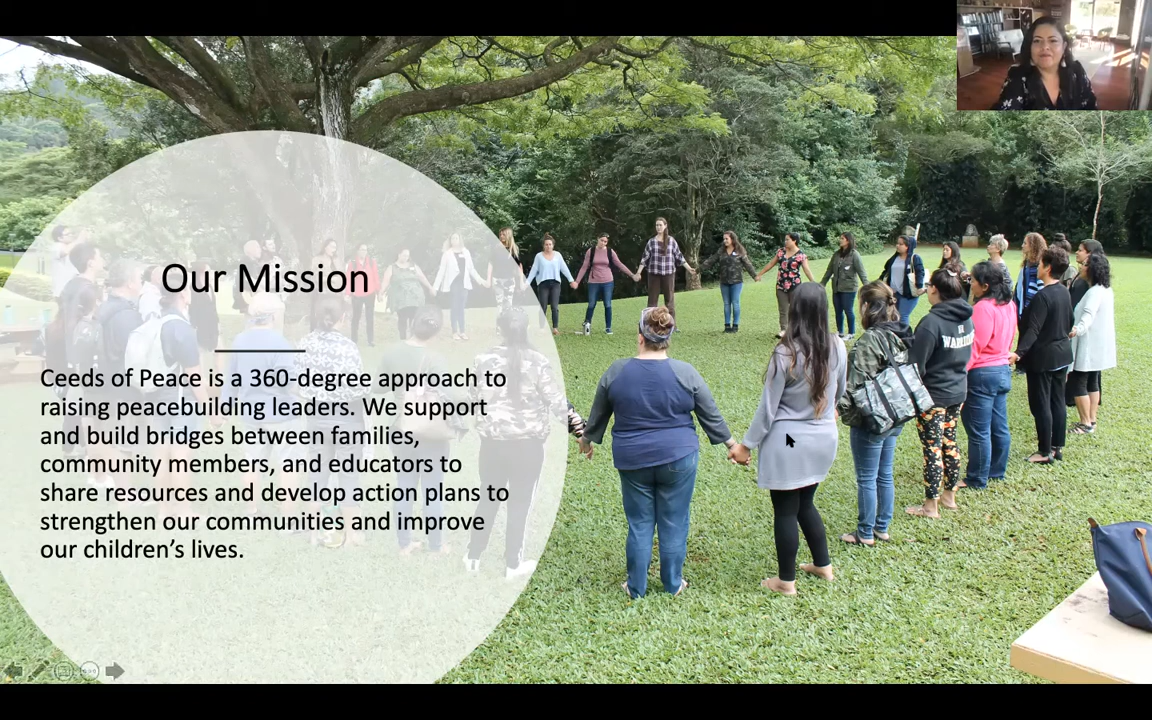 Our Mission
Ceeds of Peace is a 360-degree approach to
raising peacebuilding leaders. We support
and build bridges between families,
community members, and educators to
share resources and develop action plans to
strengthen our communities and improve
our children’s lives.